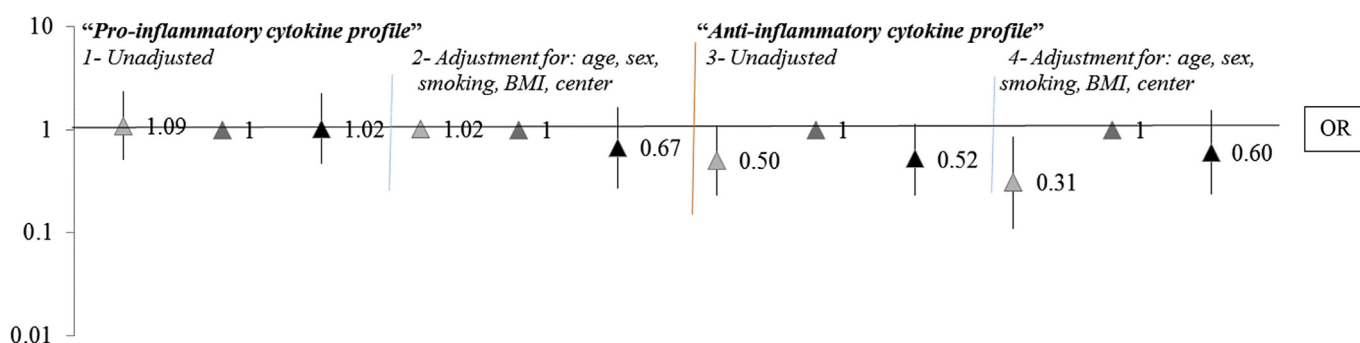 10
“Pro-inflammatory cytokine profile”
“Anti-inflammatory cytokine profile”
1- Unadjusted
2- Adjustment for: age, sex,
smoking, BMI, center
3- Unadjusted
4- Adjustment for: age, sex,
smoking, BMI, center
1
1.09
1
1.02
1.02
1
0.67
0.50
1
0.52
0.31
1
0.60
OR
0.1
0.01